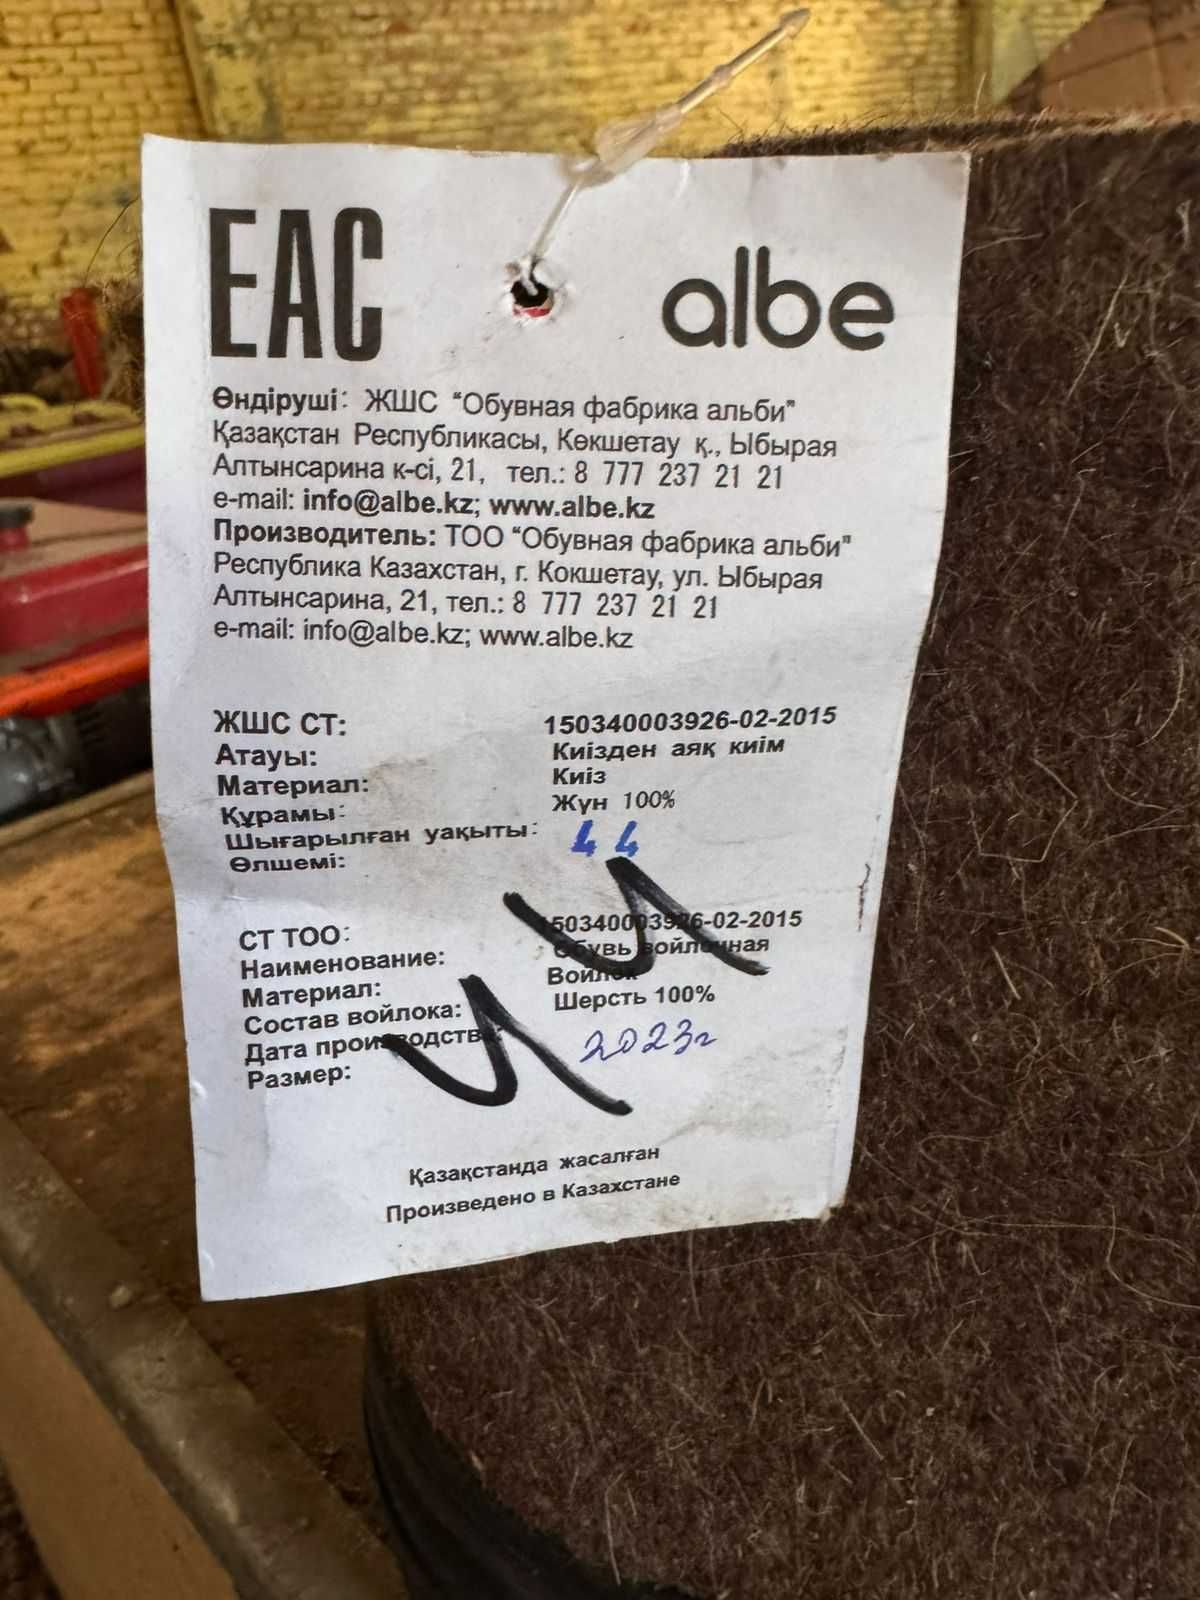 EAC albe
Өндіруші: ЖШС "Обувная фабрика альби"
Қазақстан Республикасы, Көкшетау қ., Ыбырая
Алтынсарина к-сі, 21, тел.: 8 777 237 21 21
e-mail: info@albe.kz; www.albe.kz
Производитель: ТОО "Обувная фабрика альби"
Республика Казахстан, г. Кокшетау, ул. Ыбырая
Алтынсарина, 21, тел.: 8 777 237 21 21
e-mail: info@albe.kz; www.albe.kz
ЖШС СТ: 150340003926-02-2015
Атауы: Киізден аяқ киім
Материал: Киіз
Құрамы: Жүн 100%
Шығарылған уақыты:
Өлшемі: 44
СТ ТОО: 150340003926-02-2015
Наименование: Обувь войлочная
Материал: Войлок
Состав войлока: Шерсть 100%
Дата производства: 2023г
Размер:
Қазақстанда жасалған
Произведено в Казахстане